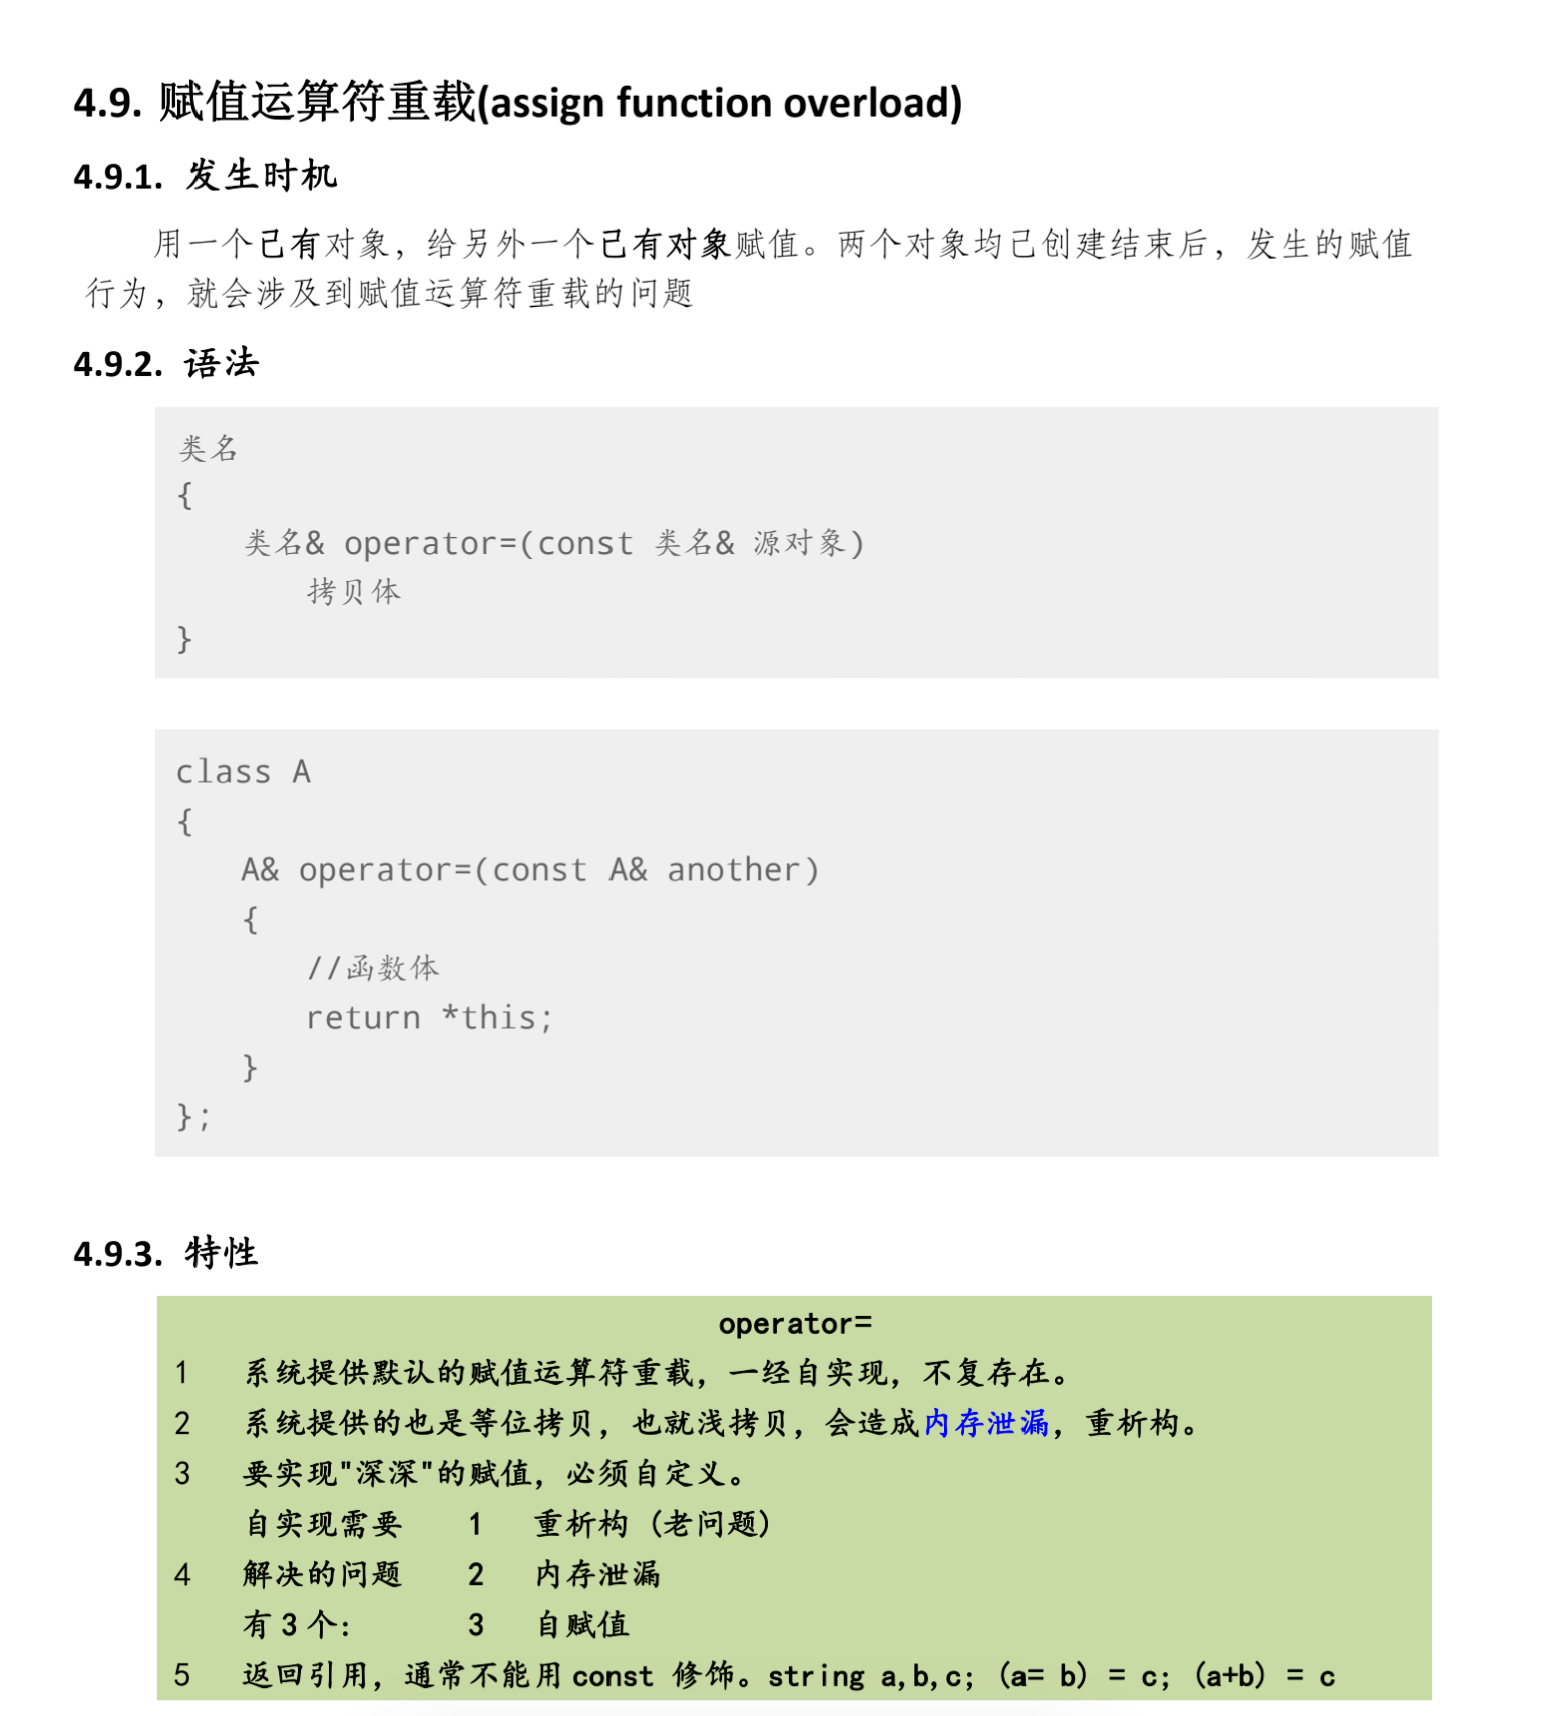 4.9. 赋值运算符重载(assign function overload)
4.9.1. 发生时机
用一个已有对象，给另外一个已有对象赋值。两个对象均已创建结束后，发生的赋值
行为，就会涉及到赋值运算符重载的问题
4.9.2. 语法
类名
{
类名& operator=(const 类名& 源对象)
拷贝体
}
class A
{
A& operator=(const A& another)
{
//函数体
return *this;
}
};
4.9.3. 特性
operator=
1 系统提供默认的赋值运算符重载，一经自实现，不复存在。
2 系统提供的也是等位拷贝，也就浅拷贝，会造成内存泄漏，重析构。
3 要实现"深深"的赋值，必须自定义。
自实现需要 1 重析构 (老问题)
4 解决的问题 2 内存泄漏
有 3 个: 3 自赋值
5 返回引用，通常不能用 const 修饰。string a,b,c; (a= b) = c; (a+b) = c